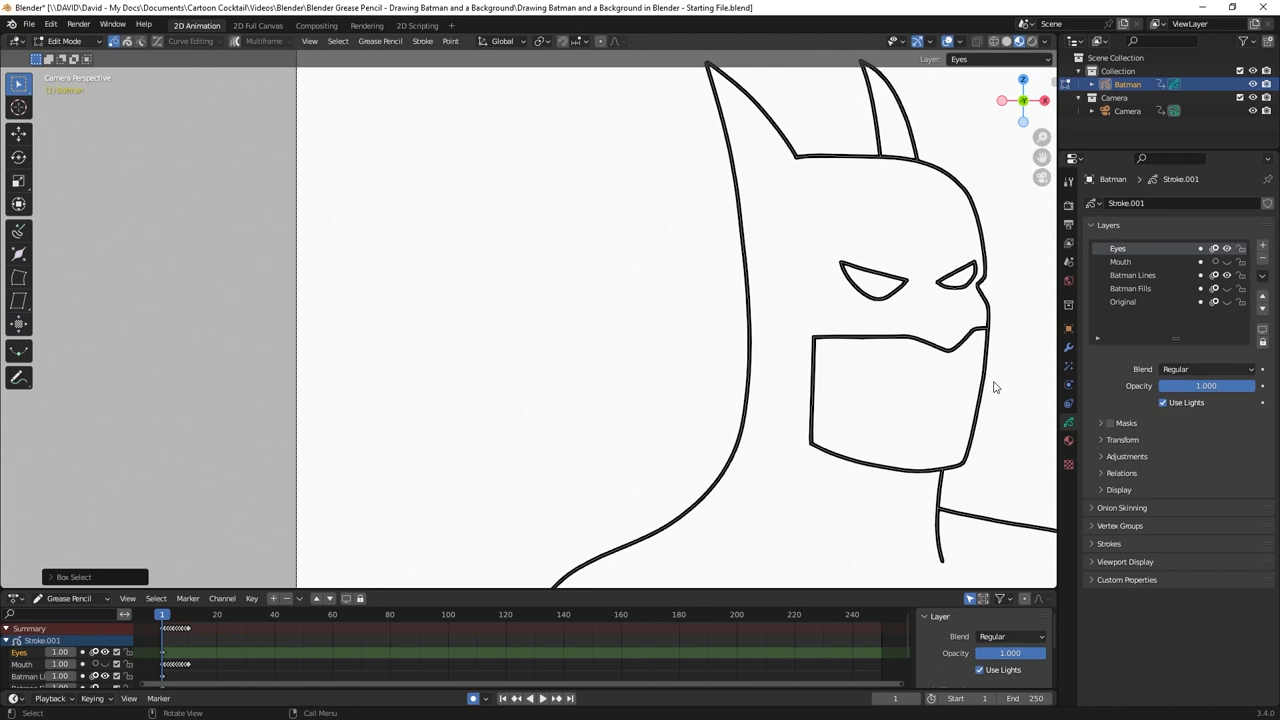 Blender* [\\DAVID\David - My Docs\Documents\Cartoon Cocktail\Videos\Blender\Blender Grease Pencil - Drawing Batman and a Background\Drawing Batman and a Background in Blender - Starting File.blend]
File Edit Render Window Help 2D Animation 2D Full Canvas Compositing Geometry Nodes Scene ViewLayer
Edit Mode Curve Editing Multiframe View Select Grease Pencil Stroke Point Global
Layer: Eyes
Camera Perspective
(1) Batman
Z
Y
X
Box Select
Scene Collection
Collection
Batman
Camera
Camera
Batman Stroke.001
Stroke.001
Layers
Eyes
Mouth
Batman Lines
Batman Fills
Original
Blend Regular
Opacity 1.000
Use Lights
Masks
Transform
Adjustments
Relations
Display
Onion Skinning
Vertex Groups
Strokes
Viewport Display
Custom Properties
Grease Pencil View Select Marker Channel Key
1 20 40 60 80 100 120 140 160 180 200 220 240
Summary
Stroke.001
Eyes 1.00
Mouth 1.00
Batman Li 1.00
Layer
Blend Regular
Opacity 1.000
Use Lights
Playback Keying View Marker 1 Start 1 End 250
Select Rotate View Call Menu 3.4.0